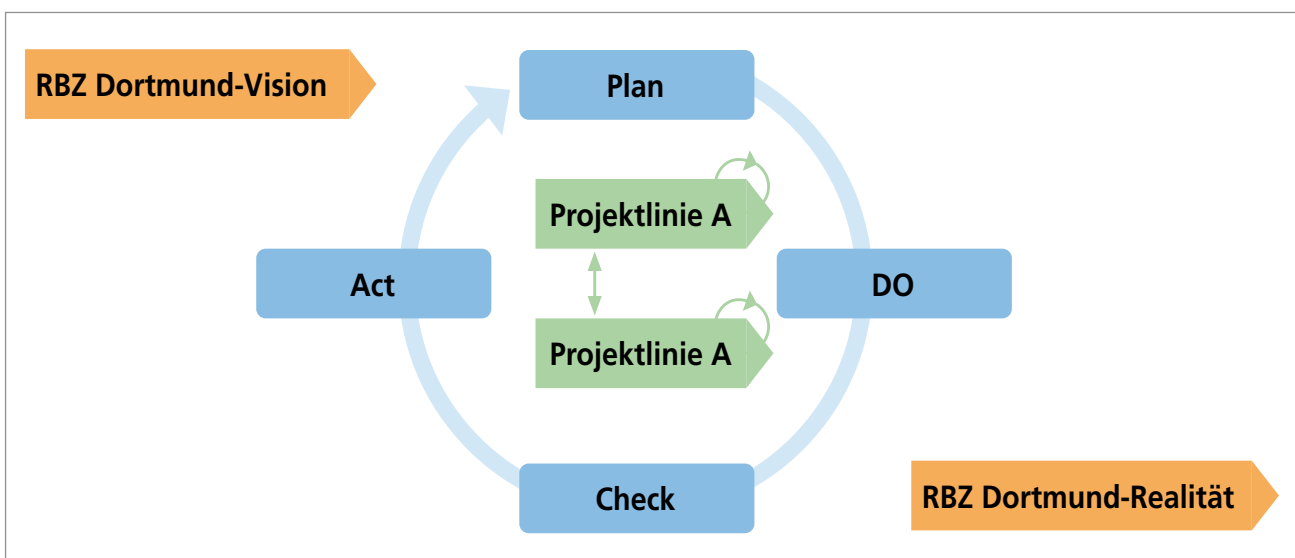 RBZ Dortmund-Vision
Plan
Projektlinie A
Act
DO
Projektlinie A
Check
RBZ Dortmund-Realität